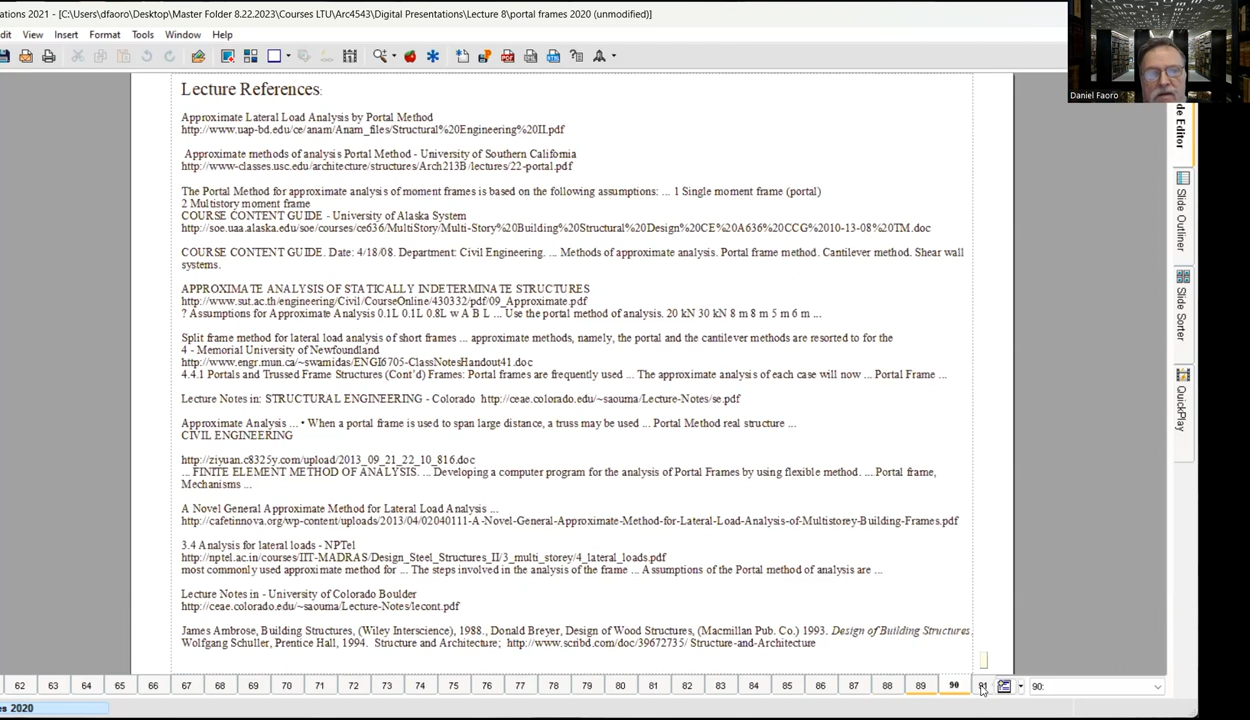 ations 2021 - [C:\Users\dfaoro\Desktop\Master Folder 8.22.2023\Courses LTU\Arc4543\Digital Presentations\Lecture 8\portal frames 2020 (unmodified)]
dit View Insert Format Tools Window Help
Daniel Faoro
Lecture References:
Approximate Lateral Load Analysis by Portal Method
http://www.uap-bd.edu/ce/anam/Anam_files/Structural%20Engineering%20II.pdf
Approximate methods of analysis Portal Method - University of Southern California
http://www-classes.usc.edu/architecture/structures/Arch213B/lectures/22-portal.pdf
The Portal Method for approximate analysis of moment frames is based on the following assumptions: ... 1 Single moment frame (portal)
2 Multistory moment frame
COURSE CONTENT GUIDE - University of Alaska System
http://soe.uaa.alaska.edu/soe/courses/ce636/MultiStory/Multi-Story%20Building%20Structural%20Design%20CE%20A636%20CCG%2010-13-08%20TM.doc
COURSE CONTENT GUIDE. Date: 4/18/08. Department: Civil Engineering. ... Methods of approximate analysis. Portal frame method. Cantilever method. Shear wall
systems.
APPROXIMATE ANALYSIS OF STATICALLY INDETERMINATE STRUCTURES
http://www.sut.ac.th/engineering/Civil/CourseOnline/430332/pdf/09_Approximate.pdf
? Assumptions for Approximate Analysis 0.1L 0.1L 0.8L w A B L ... Use the portal method of analysis. 20 kN 30 kN 8 m 8 m 5 m 6 m ...
Split frame method for lateral load analysis of short frames ... approximate methods, namely, the portal and the cantilever methods are resorted to for the
4 - Memorial University of Newfoundland
http://www.engr.mun.ca/~swamidas/ENGI6705-ClassNotesHandout41.doc
4.4.1 Portals and Trussed Frame Structures (Cont'd) Frames: Portal frames are frequently used ... The approximate analysis of each case will now ... Portal Frame ...
Lecture Notes in: STRUCTURAL ENGINEERING - Colorado http://ceae.colorado.edu/~saouma/Lecture-Notes/se.pdf
Approximate Analysis ... • When a portal frame is used to span large distance, a truss may be used ... Portal Method real structure ...
CIVIL ENGINEERING
http://ziyuan.c8325y.com/upload/2013_09_21_22_10_816.doc
... FINITE ELEMENT METHOD OF ANALYSIS. ... Developing a computer program for the analysis of Portal Frames by using flexible method. ... Portal frame,
Mechanisms ...
A Novel General Approximate Method for Lateral Load Analysis ...
http://cafetinnova.org/wp-content/uploads/2013/04/02040111-A-Novel-General-Approximate-Method-for-Lateral-Load-Analysis-of-Multistorey-Building-Frames.pdf
3.4 Analysis for lateral loads - NPTel
http://nptel.ac.in/courses/IIT-MADRAS/Design_Steel_Structures_II/3_multi_storey/4_lateral_loads.pdf
most commonly used approximate method for ... The steps involved in the analysis of the frame ... Assumptions of the Portal method of analysis are ...
Lecture Notes in - University of Colorado Boulder
http://ceae.colorado.edu/~saouma/Lecture-Notes/lecont.pdf
James Ambrose, Building Structures, (Wiley Interscience), 1988., Donald Breyer, Design of Wood Structures, (Macmillan Pub. Co.) 1993. Design of Building Structures,
Wolfgang Schuller, Prentice Hall, 1994. Structure and Architecture; http://www.scribd.com/doc/39672735/ Structure-and-Architecture
de Editor
Slide Outliner
Slide Sorter
QuickPlay
62 63 64 65 66 67 68 69 70 71 72 73 74 75 76 77 78 79 80 81 82 83 84 85 86 87 88 89 90 91 90:
es 2020